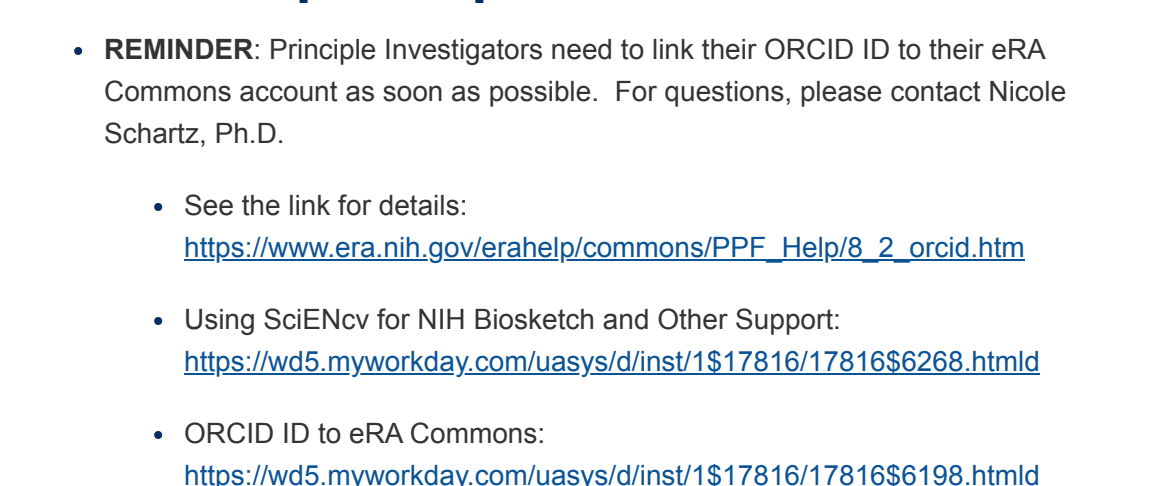 • REMINDER: Principle Investigators need to link their ORCID ID to their eRA
Commons account as soon as possible.  For questions, please contact Nicole
Schartz, Ph.D.
• See the link for details:
https://www.era.nih.gov/erahelp/commons/PPF_Help/8_2_orcid.htm
• Using SciENcv for NIH Biosketch and Other Support:
https://wd5.myworkday.com/uasys/d/inst/1$17816/17816$6268.htmld
• ORCID ID to eRA Commons:
https://wd5.myworkday.com/uasys/d/inst/1$17816/17816$6198.htmld